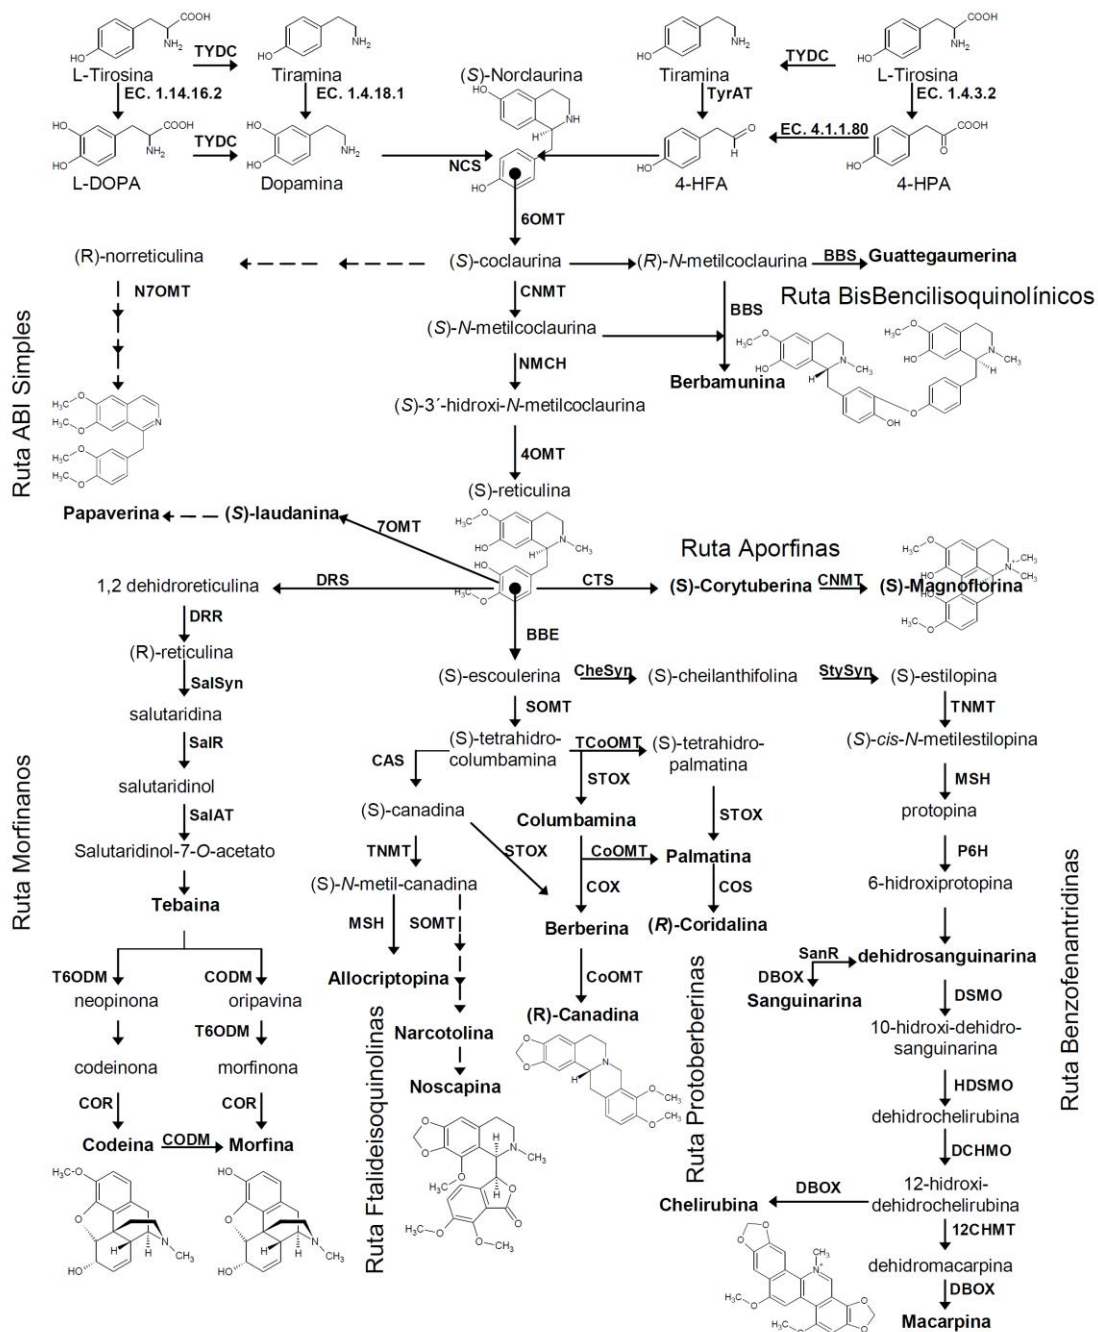 L-Tirosina
TYDC
Tiramina
(S)-Norclaurina
Tiramina
TYDC
L-Tirosina
EC. 1.14.16.2
EC. 1.4.18.1
TyrAT
EC. 1.4.3.2
L-DOPA
TYDC
Dopamina
NCS
4-HFA
EC. 4.1.1.80
4-HPA
6OMT
(R)-norreticulina
(S)-coclaurina
(R)-N-metilcoclaurina
BBS
Guattegaumerina
N7OMT
CNMT
BBS
Ruta BisBencilisoquinolínicos
(S)-N-metilcoclaurina
Berbamunina
NMCH
(S)-3´-hidroxi-N-metilcoclaurina
4OMT
(S)-reticulina
Ruta ABI Simples
Papaverina
(S)-laudanina
7OMT
Ruta Aporfinas
1,2 dehidroreticulina
DRS
CTS
(S)-Corytuberina
CNMT
(S)-Magnoflorina
DRR
BBE
(R)-reticulina
(S)-escoulerina
CheSyn
(S)-cheilanthifolina
StySyn
(S)-estilopina
SalSyn
SOMT
TNMT
salutaridina
(S)-tetrahidro-
columbamina
TCoOMT
(S)-tetrahidro-
palmatina
(S)-cis-N-metilestilopina
SalR
CAS
STOX
MSH
salutaridinol
(S)-canadina
Columbamina
STOX
protopina
SalAT
TNMT
STOX
CoOMT
P6H
Salutaridinol-7-O-acetato
(S)-N-metil-canadina
Palmatina
6-hidroxiprotopina
COX
COS
Tebaina
MSH
SOMT
Berberina
(R)-Coridalina
Ruta Morfinanos
T6ODM
CODM
Allocriptopina
CoOMT
SanR
dehidrosanguinarina
DBOX
Sanguinarina
neopinona
oripavina
(R)-Canadina
DSMO
T6ODM
Narcotolina
10-hidroxi-dehidro-
sanguinarina
codeinona
morfinona
Noscapina
HDSMO
COR
COR
dehidrochelirubina
Codeina
CODM
Morfina
DCHMO
Ruta Ftalideisoquinolinas
Ruta Protoberberinas
Ruta Benzofenantridinas
Chelirubina
DBOX
12-hidroxi-
dehidrochelirubina
12CHMT
dehidromacarpina
DBOX
Macarpina